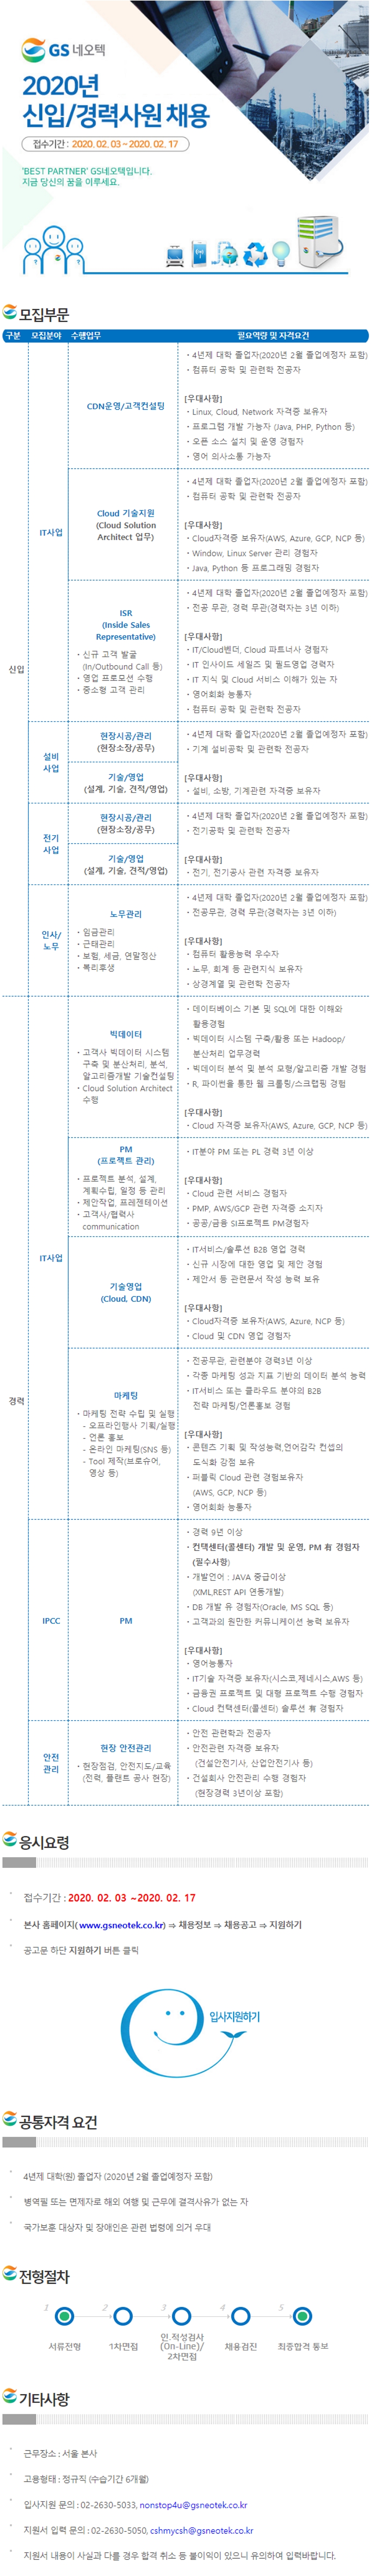 GS 네오텍
2020년
신입/경력사원 채용
접수기간 : 2020. 02. 03 ~ 2020. 02. 17
'BEST PARTNER' GS네오텍입니다.
지금 당신의 꿈을 이루세요.
모집부문
구분 모집분야 수행업무 필요역량 및 자격요건
신입
IT사업
CDN운영/고객컨설팅
· 4년제 대학 졸업자(2020년 2월 졸업예정자 포함)
· 컴퓨터 공학 및 관련학 전공자
[우대사항]
· Linux, Cloud, Network 자격증 보유자
· 프로그램 개발 가능자 (Java, PHP, Python 등)
· 오픈 소스 설치 및 운영 경험자
· 영어 의사소통 가능자
Cloud 기술지원
(Cloud Solution
Architect 업무)
· 4년제 대학 졸업자(2020년 2월 졸업예정자 포함)
· 컴퓨터 공학 및 관련학 전공자
[우대사항]
· Cloud자격증 보유자(AWS, Azure, GCP, NCP 등)
· Window, Linux Server 관리 경험자
· Java, Python 등 프로그래밍 경험자
ISR
(Inside Sales
Representative)
· 신규 고객 발굴
(In/Outbound Call 등)
· 영업 프로모션 수행
· 중소형 고객 관리
· 4년제 대학 졸업자(2020년 2월 졸업예정자 포함)
· 전공 무관, 경력 무관(경력자는 3년 이하)
[우대사항]
· IT/Cloud벤더, Cloud 파트너사 경험자
· IT 인사이드 세일즈 및 필드영업 경력자
· IT 지식 및 Cloud 서비스 이해가 있는 자
· 영어회화 능통자
· 컴퓨터 공학 및 관련학 전공자
설비
사업
현장시공/관리
(현장소장/공무)
기술/영업
(설계, 기술, 견적/영업)
· 4년제 대학 졸업자(2020년 2월 졸업예정자 포함)
· 기계 설비공학 및 관련학 전공자
[우대사항]
· 설비, 소방, 기계관련 자격증 보유자
전기
사업
현장시공/관리
(현장소장/공무)
기술/영업
(설계, 기술, 견적/영업)
· 4년제 대학 졸업자(2020년 2월 졸업예정자 포함)
· 전기공학 및 관련학 전공자
[우대사항]
· 전기, 전기공사 관련 자격증 보유자
인사/
노무
노무관리
· 임금관리
· 근태관리
· 보험, 세금, 연말정산
· 복리후생
· 4년제 대학 졸업자(2020년 2월 졸업예정자 포함)
· 전공무관, 경력 무관(경력자는 3년 이하)
[우대사항]
· 컴퓨터 활용능력 우수자
· 노무, 회계 등 관련지식 보유자
· 상경계열 및 관련학 전공자
경력
IT사업
빅데이터
· 고객사 빅데이터 시스템
구축 및 분산처리, 분석,
알고리즘개발 기술컨설팅
· Cloud Solution Architect
수행
· 데이터베이스 기본 및 SQL에 대한 이해와
활용경험
· 빅데이터 시스템 구축/활용 또는 Hadoop/
분산처리 업무경력
· 빅데이터 분석 및 분석 모형/알고리즘 개발 경험
· R, 파이썬을 통한 웹 크롤링/스크랩핑 경험
[우대사항]
· Cloud 자격증 보유자(AWS, Azure, GCP, NCP 등)
PM
(프로젝트 관리)
· 프로젝트 분석, 설계,
계획수립, 일정 등 관리
· 제안작업, 프레젠테이션
· 고객사/협력사
communication
· IT분야 PM 또는 PL 경력 3년 이상
[우대사항]
· Cloud 관련 서비스 경험자
· PMP, AWS/GCP 관련 자격증 소지자
· 공공/금융 SI프로젝트 PM경험자
기술영업
(Cloud, CDN)
· IT서비스/솔루션 B2B 영업 경력
· 신규 시장에 대한 영업 및 제안 경험
· 제안서 등 관련문서 작성 능력 보유
[우대사항]
· Cloud자격증 보유자(AWS, Azure, NCP 등)
· Cloud 및 CDN 영업 경험자
마케팅
· 마케팅 전략 수립 및 실행
- 오프라인행사 기획/실행
- 언론 홍보
- 온라인 마케팅(SNS 등)
- Tool 제작(브로슈어,
영상 등)
· 전공무관, 관련분야 경력3년 이상
· 각종 마케팅 성과 지표 기반의 데이터 분석 능력
· IT서비스 또는 클라우드 분야의 B2B
전략 마케팅/언론홍보 경험
[우대사항]
· 콘텐츠 기획 및 작성능력,언어감각 컨셉의
도식화 강점 보유
· 퍼블릭 Cloud 관련 경험보유자
(AWS, GCP, NCP 등)
· 영어회화 능통자
IPCC
PM
· 경력 9년 이상
· 컨택센터(콜센터) 개발 및 운영, PM 有 경험자
(필수사항)
· 개발언어 : JAVA 중급이상
(XML,REST API 연동개발)
· DB 개발 유 경험자(Oracle, MS SQL 등)
· 고객과의 원만한 커뮤니케이션 능력 보유자
[우대사항]
· 영어능통자
· IT기술 자격증 보유자(시스코,제네시스,AWS 등)
· 금융권 프로젝트 및 대형 프로젝트 수행 경험자
· Cloud 컨택센터(콜센터) 솔루션 有 경험자
안전
관리
현장 안전관리
· 현장점검, 안전지도/교육
(전력, 플랜트 공사 현장)
· 안전 관련학과 전공자
· 안전관련 자격증 보유자
(건설안전기사, 산업안전기사 등)
· 건설회사 안전관리 수행 경험자
(현장경력 3년이상 포함)
응시요령
접수기간 : 2020. 02. 03 ~2020. 02. 17
본사 홈페이지( www.gsneotek.co.kr) ⇒ 채용정보 ⇒ 채용공고 ⇒ 지원하기
공고문 하단 지원하기 버튼 클릭
입사지원하기
공통자격 요건
4년제 대학(원) 졸업자 (2020년 2월 졸업예정자 포함)
병역필 또는 면제자로 해외 여행 및 근무에 결격사유가 없는 자
국가보훈 대상자 및 장애인은 관련 법령에 의거 우대
전형절차
1 2 3 4 5
서류전형 1차면접 인.적성검사 (On-Line)/ 2차면접 채용검진 최종합격 통보
기타사항
근무장소 : 서울 본사
고용형태 : 정규직 (수습기간 6개월)
입사지원 문의 : 02-2630-5033, nonstop4u@gsneotek.co.kr
지원서 입력 문의 : 02-2630-5050, cshmycsh@gsneotek.co.kr
지원서 내용이 사실과 다를 경우 합격 취소 등 불이익이 있으니 유의하여 입력바랍니다.